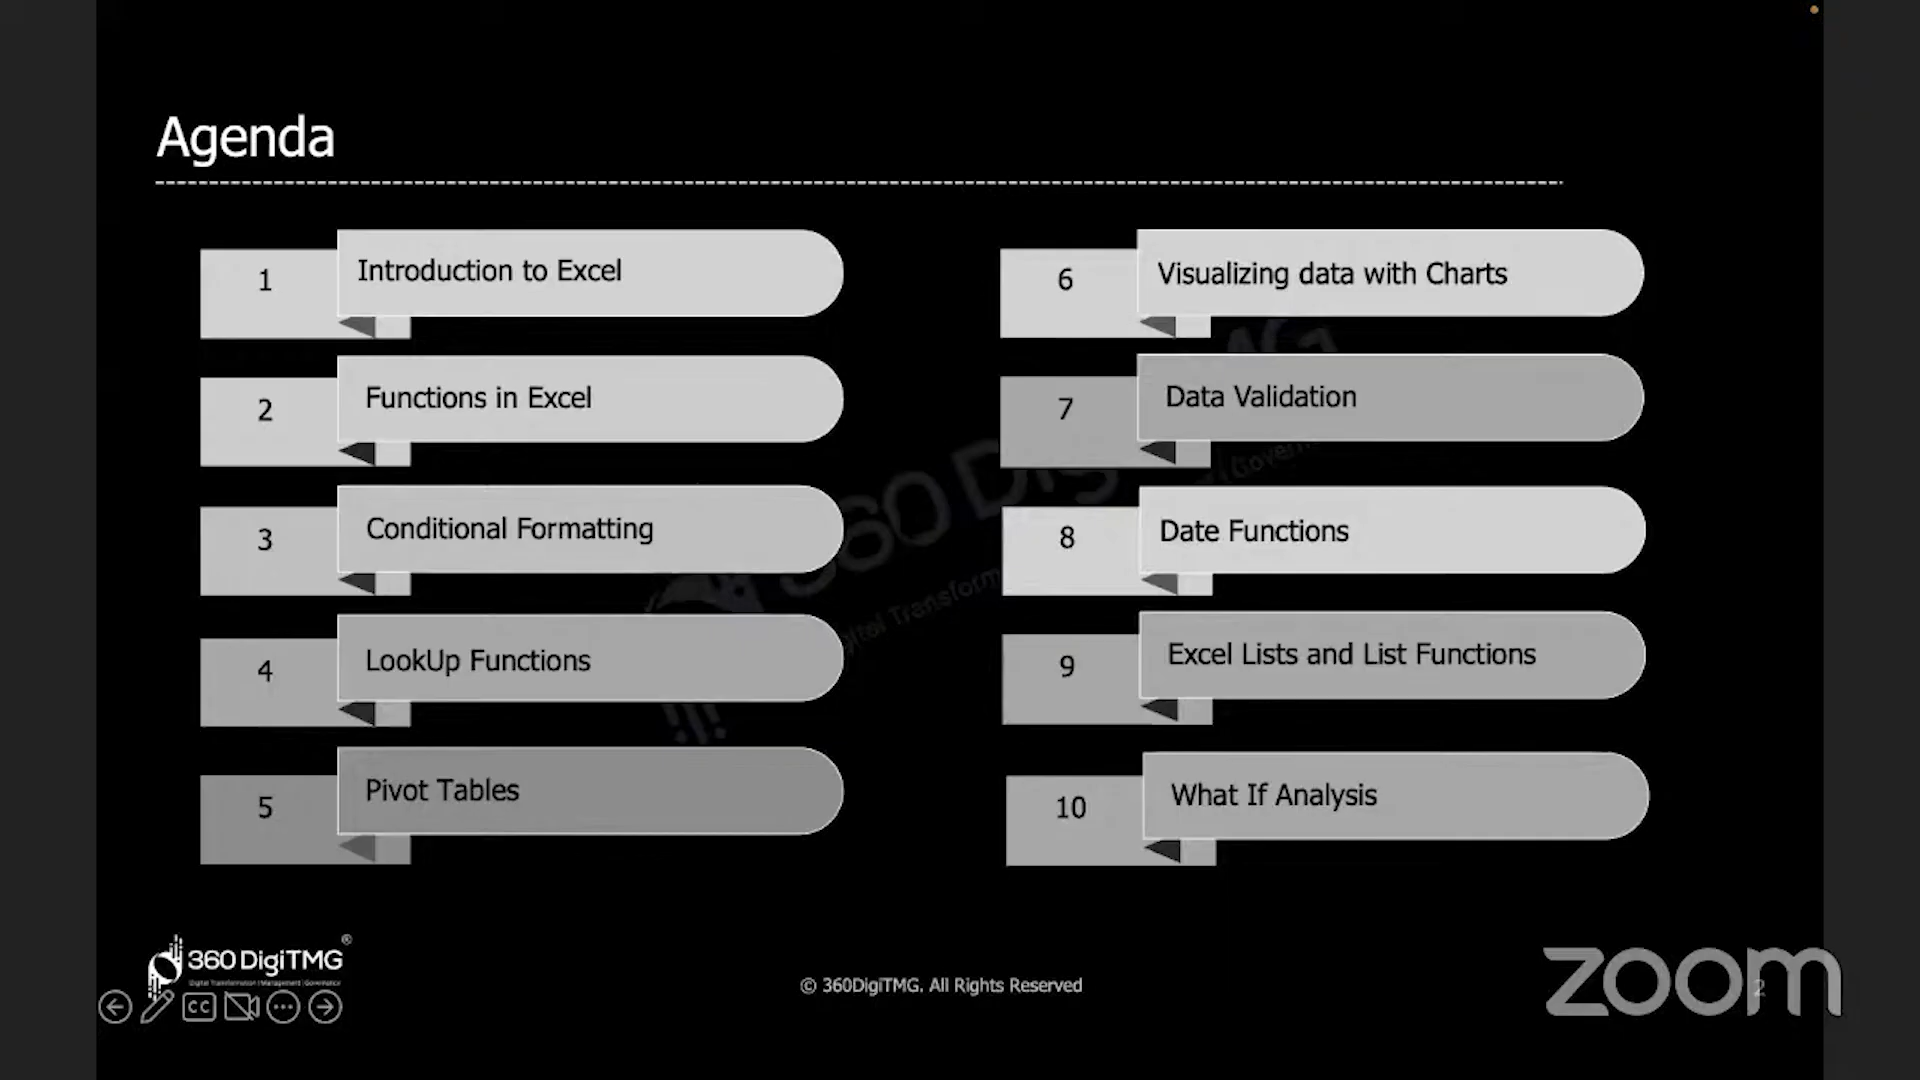 Agenda
1
Introduction to Excel
2
Functions in Excel
3
Conditional Formatting
4
LookUp Functions
5
Pivot Tables
6
Visualizing data with Charts
7
Data Validation
8
Date Functions
9
Excel Lists and List Functions
10
What If Analysis
360 DigiTMG®
© 360DigiTMG. All Rights Reserved
CC
zoom
2